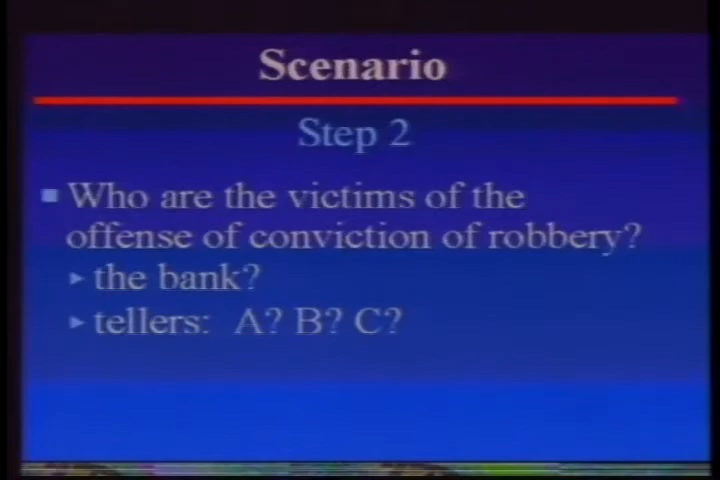 Scenario
Step 2
Who are the victims of the
offense of conviction of robbery?
the bank?
tellers: A? B? C?